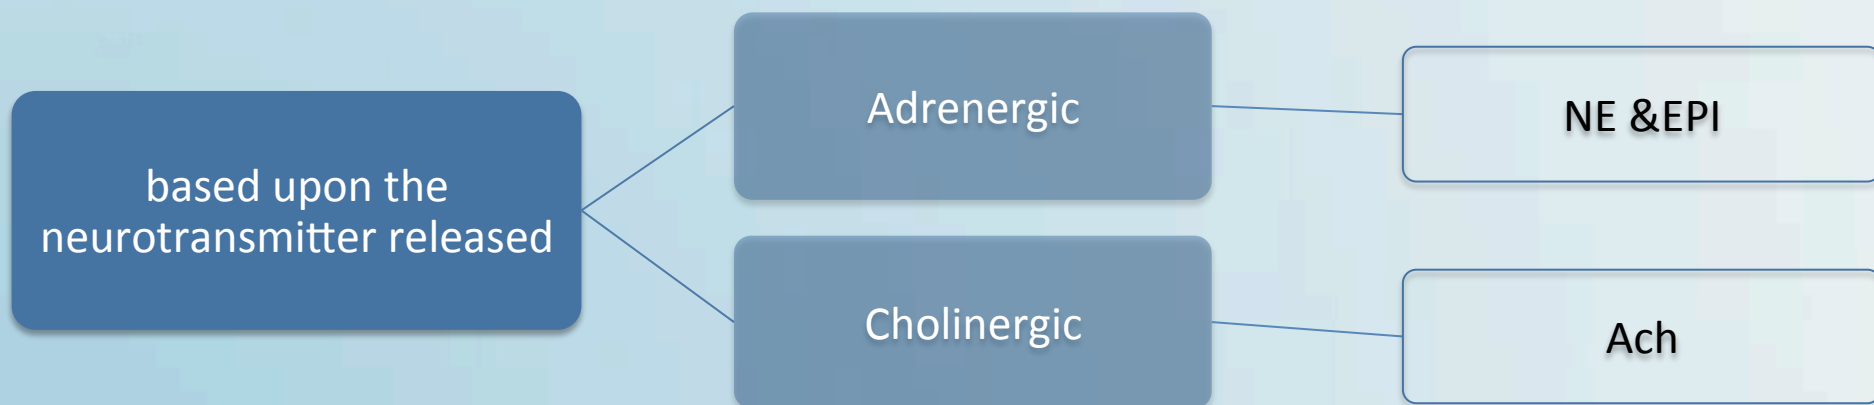 based upon the
neurotransmitter released
Adrenergic
NE &EPI
Cholinergic
Ach